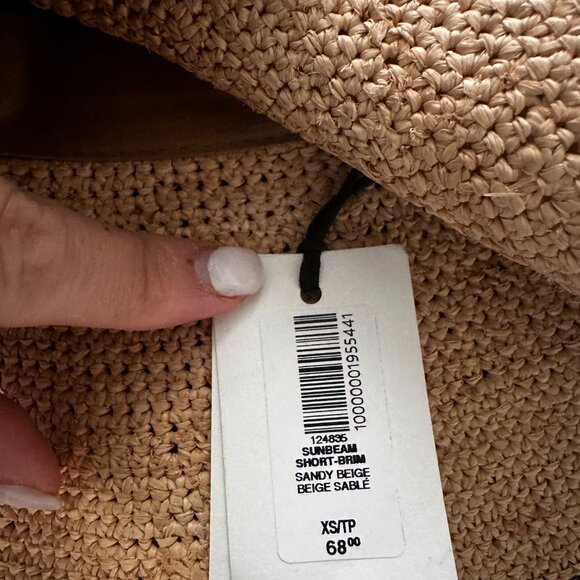 10000001955441
124835
SUNBEAM
SHORT-BRIM
SANDY BEIGE
BEIGE SABLÉ
XS/TP
68⁰⁰